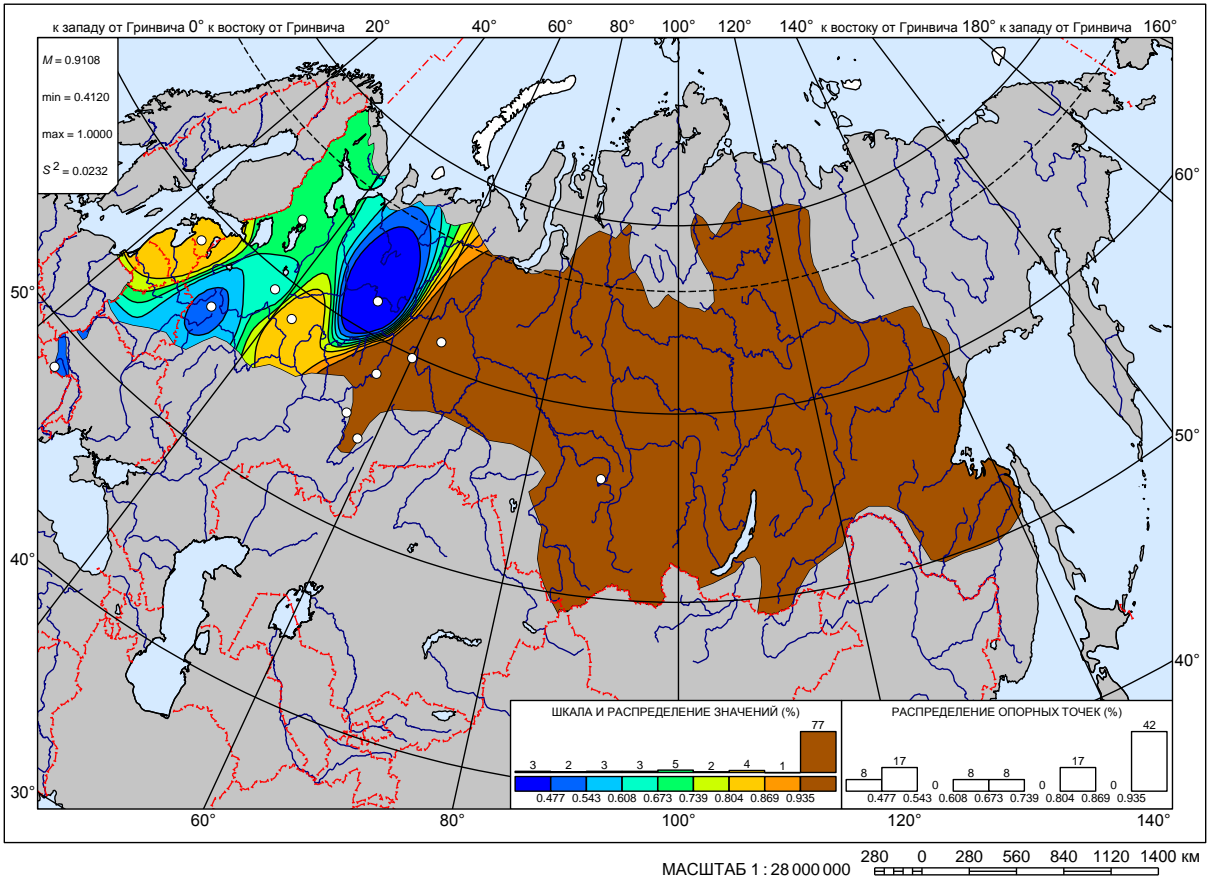 к западу от Гринвича 0° к востоку от Гринвича 20° 40° 60° 80° 100° 120° 140° к востоку от Гринвича 180° к западу от Гринвича 160°
M = 0.9108
min = 0.4120
max = 1.0000
S² = 0.0232
60°
50°
50°
40°
40°
30°
ШКАЛА И РАСПРЕДЕЛЕНИЕ ЗНАЧЕНИЙ (%)
3 2 3 3 5 2 4 1 77
0.477 0.543 0.608 0.673 0.739 0.804 0.869 0.935
РАСПРЕДЕЛЕНИЕ ОПОРНЫХ ТОЧЕК (%)
8 17 0 8 8 0 17 0 42
0.477 0.543 0.608 0.673 0.739 0.804 0.869 0.935
60° 80° 100° 120° 140°
МАСШТАБ 1 : 28 000 000 280 0 280 560 840 1120 1400 км